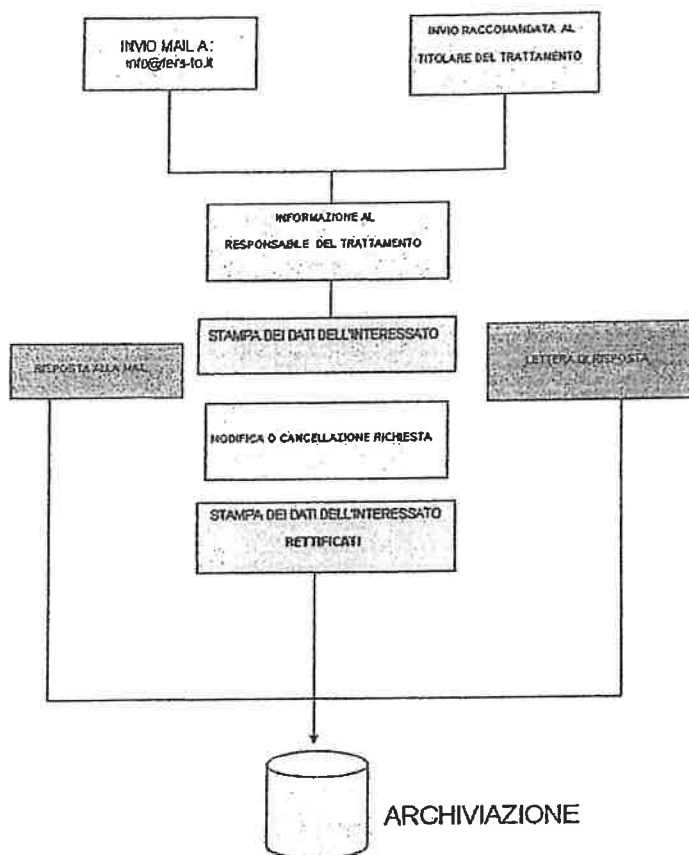 INVIO MAIL A:
info@fers-to.it
INVIO RACCOMANDATA AL
TITOLARE DEL TRATTAMENTO
INFORMAZIONE AL
RESPONSABLE DEL TRATTAMENTO
STAMPA DEI DATI DELL'INTERESSATO
RISPOSTA ALLA MAIL
LETTERA DI RISPOSTA
MODIFICA O CANCELLAZIONE RICHIESTA
STAMPA DEI DATI DELL'INTERESSATO
RETTIFICATI
ARCHIVIAZIONE